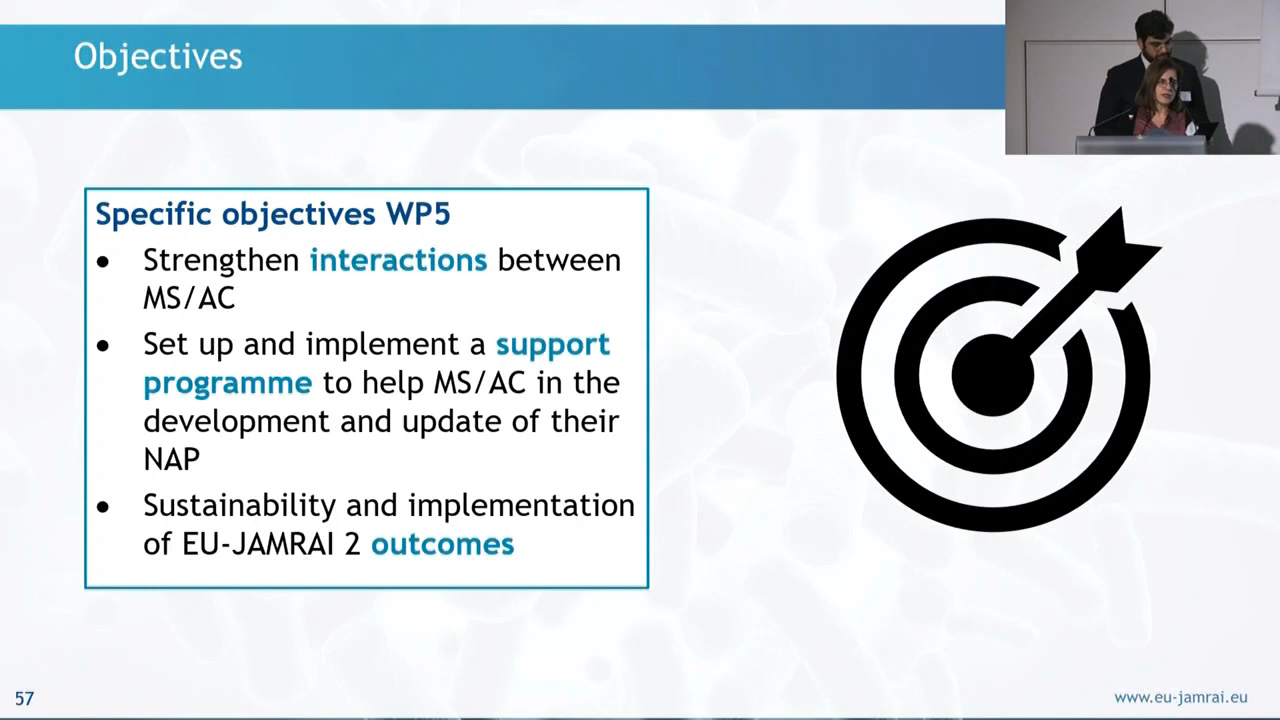 Objectives
Specific objectives WP5
• Strengthen interactions between
MS/AC
• Set up and implement a support
programme to help MS/AC in the
development and update of their
NAP
• Sustainability and implementation
of EU-JAMRAI 2 outcomes
57
www.eu-jamrai.eu